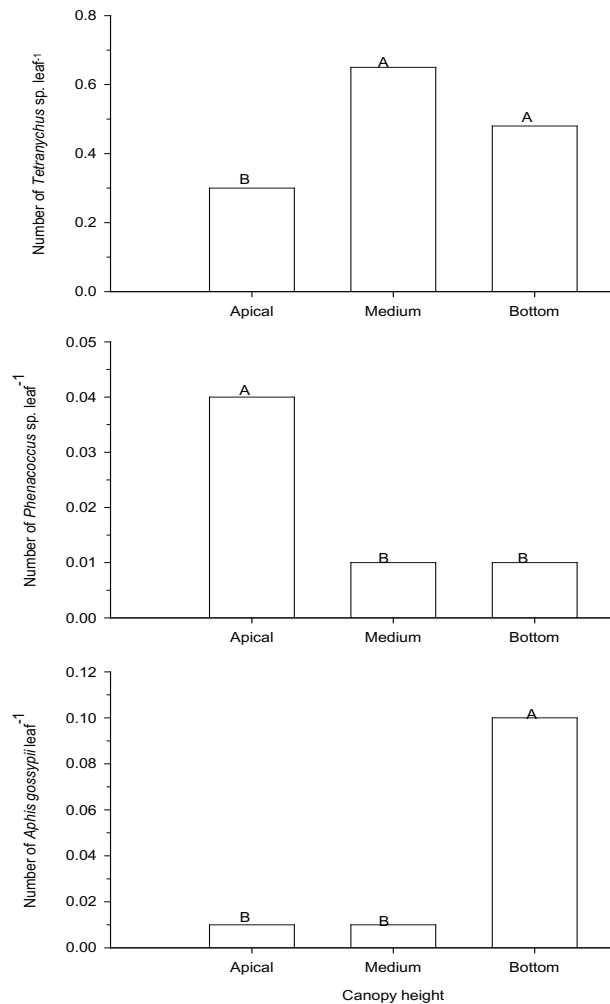 Number of Tetranychus sp. leaf-1
0.8
0.6
0.4
0.2
0.0
B
A
A
Apical Medium Bottom
Number of Phenacoccus sp. leaf-1
0.05
0.04
0.03
0.02
0.01
0.00
A
B
B
Apical Medium Bottom
Number of Aphis gossypii leaf-1
0.12
0.10
0.08
0.06
0.04
0.02
0.00
B
B
A
Apical Medium Bottom
Canopy height